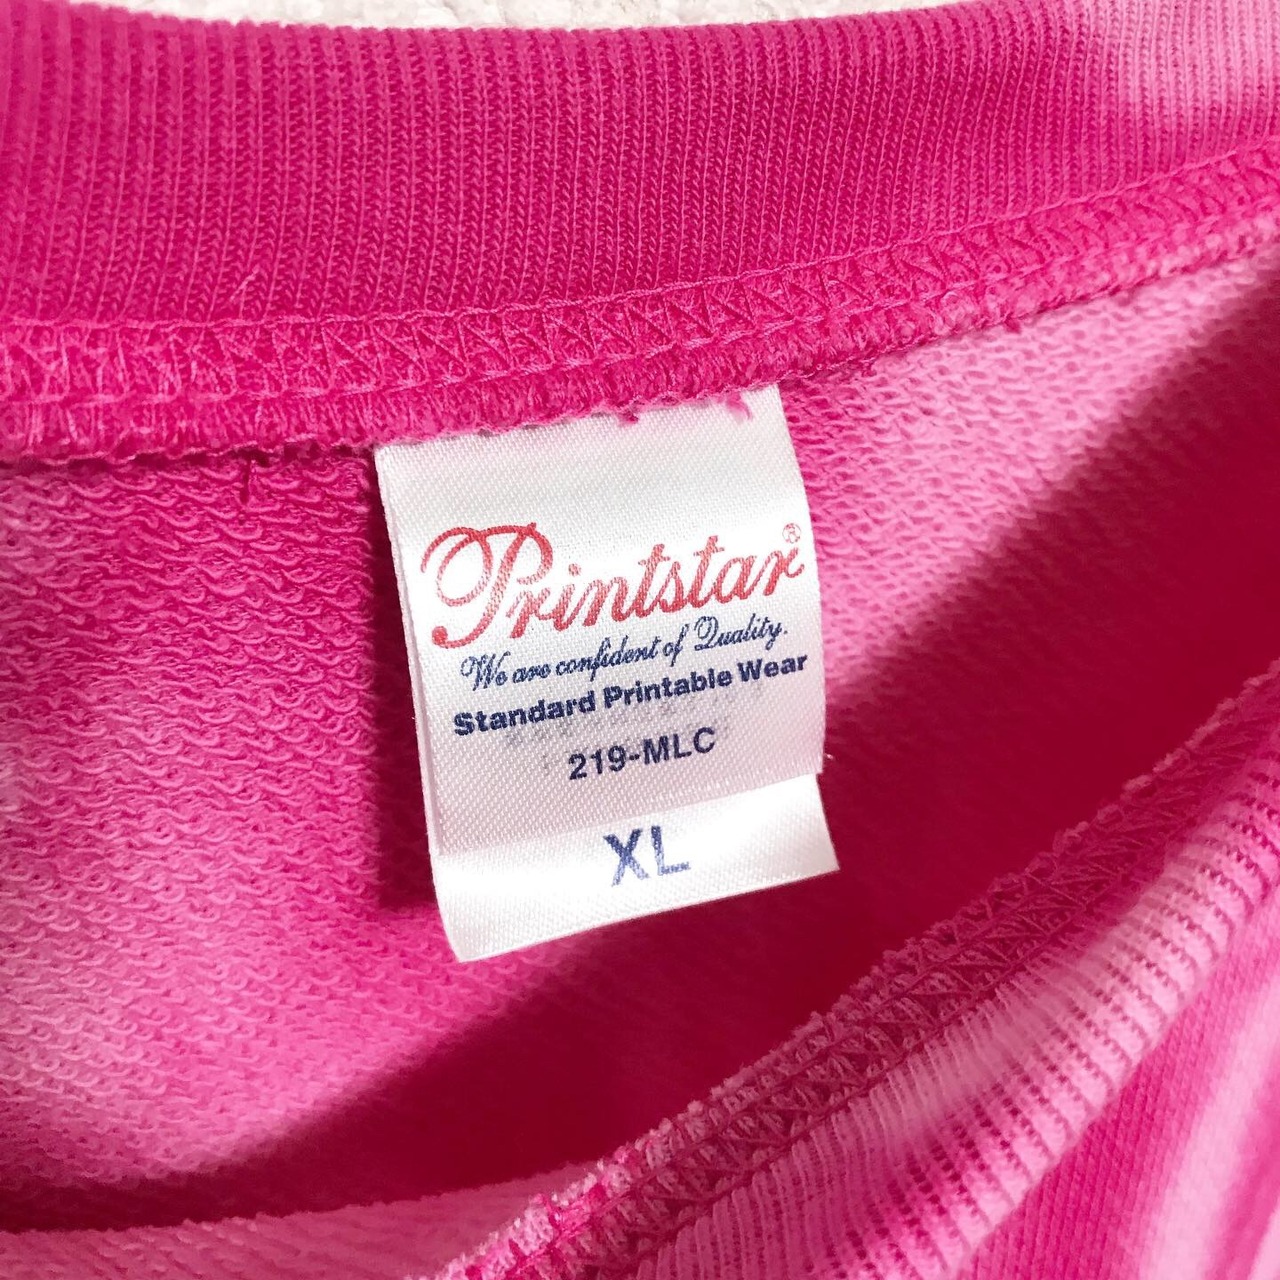 Printstar®
We are confident of Quality.
Standard Printable Wear
219-MLC
XL